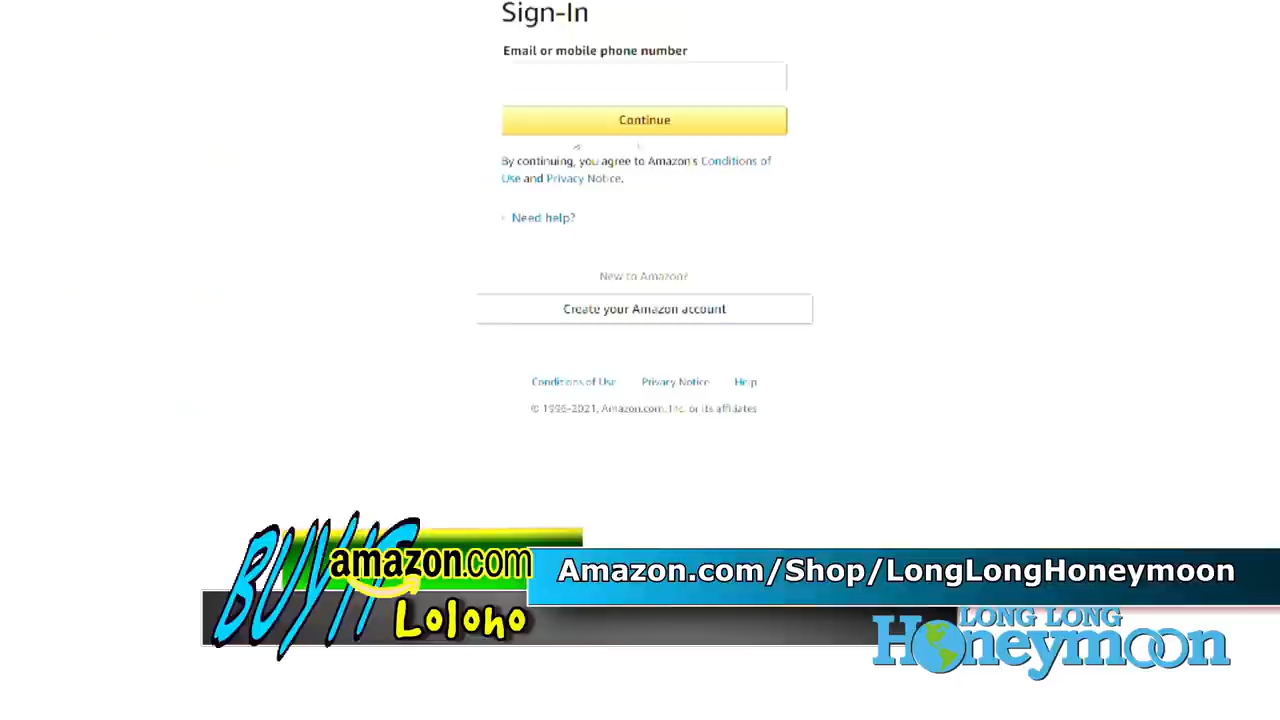 Sign-In
Email or mobile phone number
Continue
By continuing, you agree to Amazon's Conditions of
Use and Privacy Notice.
Need help?
New to Amazon?
Create your Amazon account
Conditions of Use Privacy Notice Help
© 1996-2021, Amazon.com, Inc. or its affiliates
BUY IT
amazon.com
Loloho
Amazon.com/Shop/LongLongHoneymoon
LONG LONG
Honeymoon